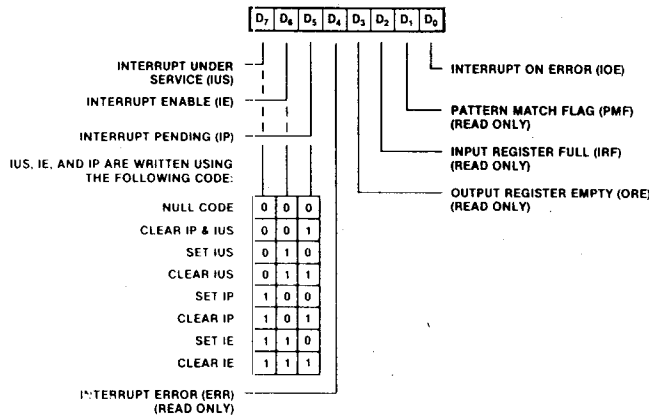 D7 D6 D5 D4 D3 D2 D1 D0
INTERRUPT UNDER
SERVICE (IUS)
INTERRUPT ENABLE (IE)
INTERRUPT PENDING (IP)
IUS, IE, AND IP ARE WRITTEN USING
THE FOLLOWING CODE:
NULL CODE 0 0 0
CLEAR IP & IUS 0 0 1
SET IUS 0 1 0
CLEAR IUS 0 1 1
SET IP 1 0 0
CLEAR IP 1 0 1
SET IE 1 1 0
CLEAR IE 1 1 1
INTERRUPT ERROR (ERR)
(READ ONLY)
INTERRUPT ON ERROR (IOE)
PATTERN MATCH FLAG (PMF)
(READ ONLY)
INPUT REGISTER FULL (IRF)
(READ ONLY)
OUTPUT REGISTER EMPTY (ORE)
(READ ONLY)